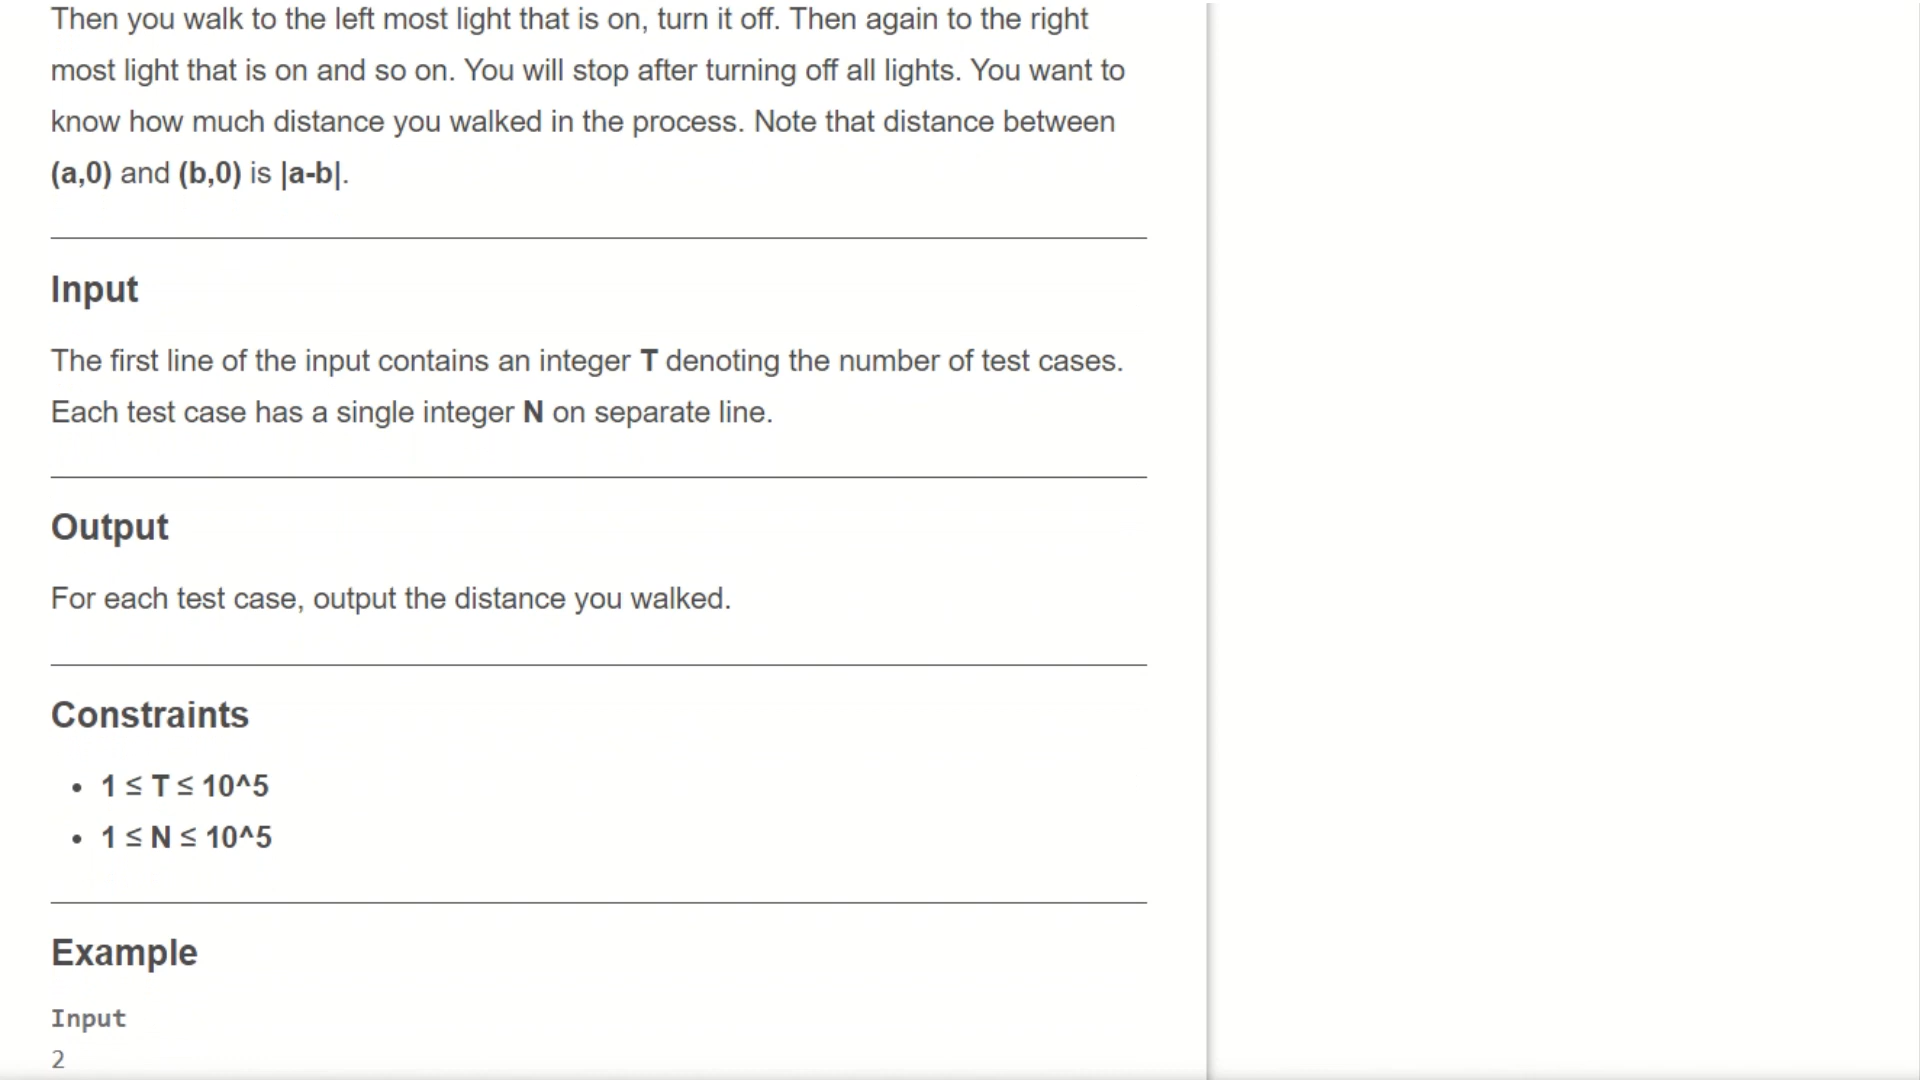 Then you walk to the left most light that is on, turn it off. Then again to the right
most light that is on and so on. You will stop after turning off all lights. You want to
know how much distance you walked in the process. Note that distance between
(a,0) and (b,0) is |a-b|.
Input
The first line of the input contains an integer T denoting the number of test cases.
Each test case has a single integer N on separate line.
Output
For each test case, output the distance you walked.
Constraints
• 1 ≤ T ≤ 10^5
• 1 ≤ N ≤ 10^5
Example
Input
2